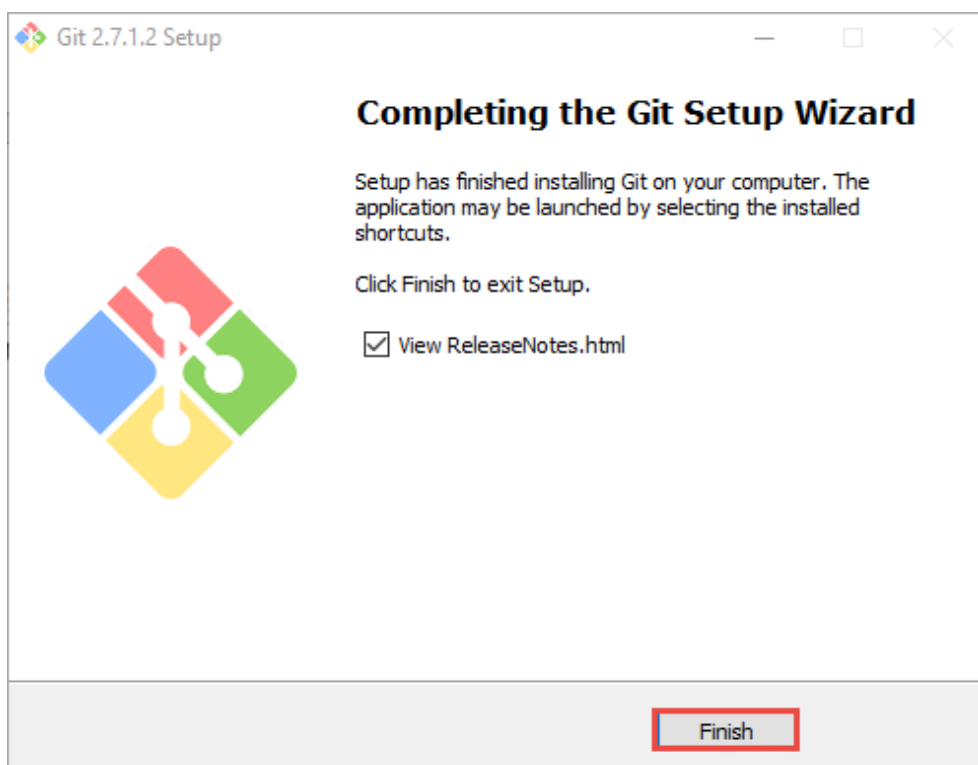 Git 2.7.1.2 Setup
Completing the Git Setup Wizard
Setup has finished installing Git on your computer. The
application may be launched by selecting the installed
shortcuts.
Click Finish to exit Setup.
View ReleaseNotes.html
Finish